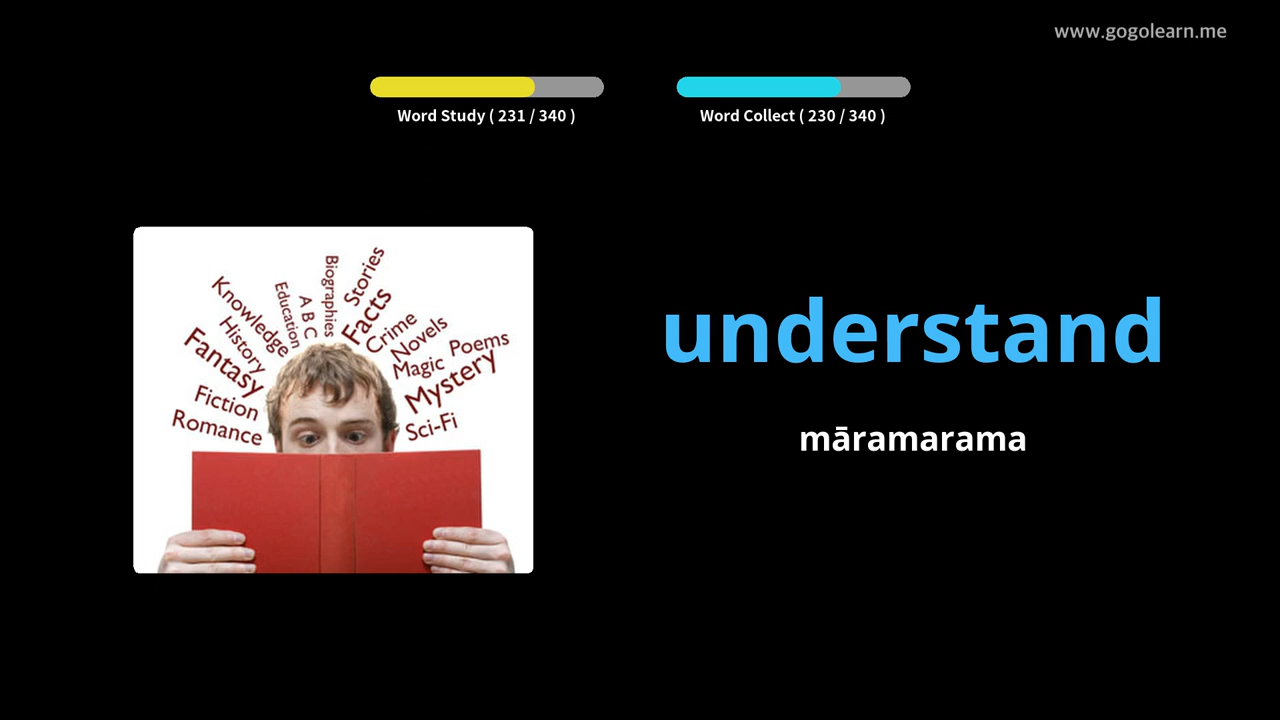 www.gogolearn.me
Word Study ( 231 / 340 )
Word Collect ( 230 / 340 )
Knowledge
History
Fantasy
Fiction
Romance
Education
A B C
Biographies
Stories
Facts
Crime
Novels
Magic
Poems
Mystery
Sci-Fi
understand
māramarama